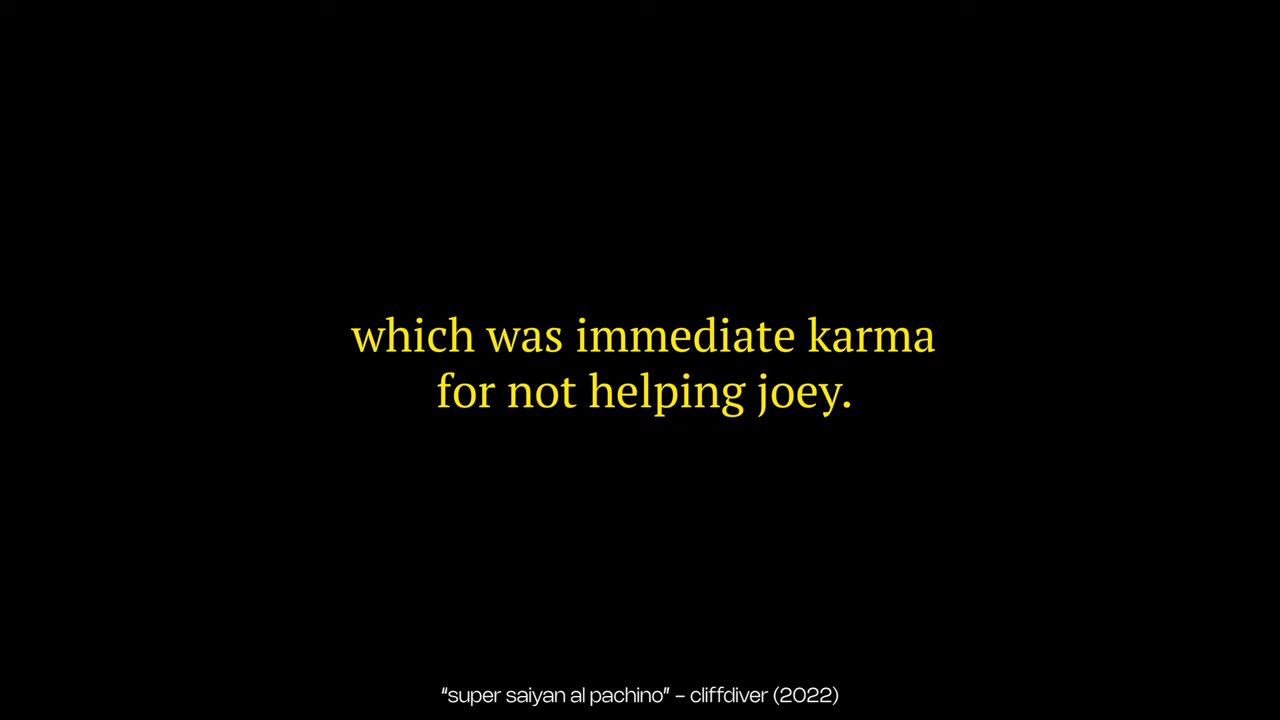 which was immediate karma
for not helping joey.
“super saiyan al pachino” – cliffdiver (2022)